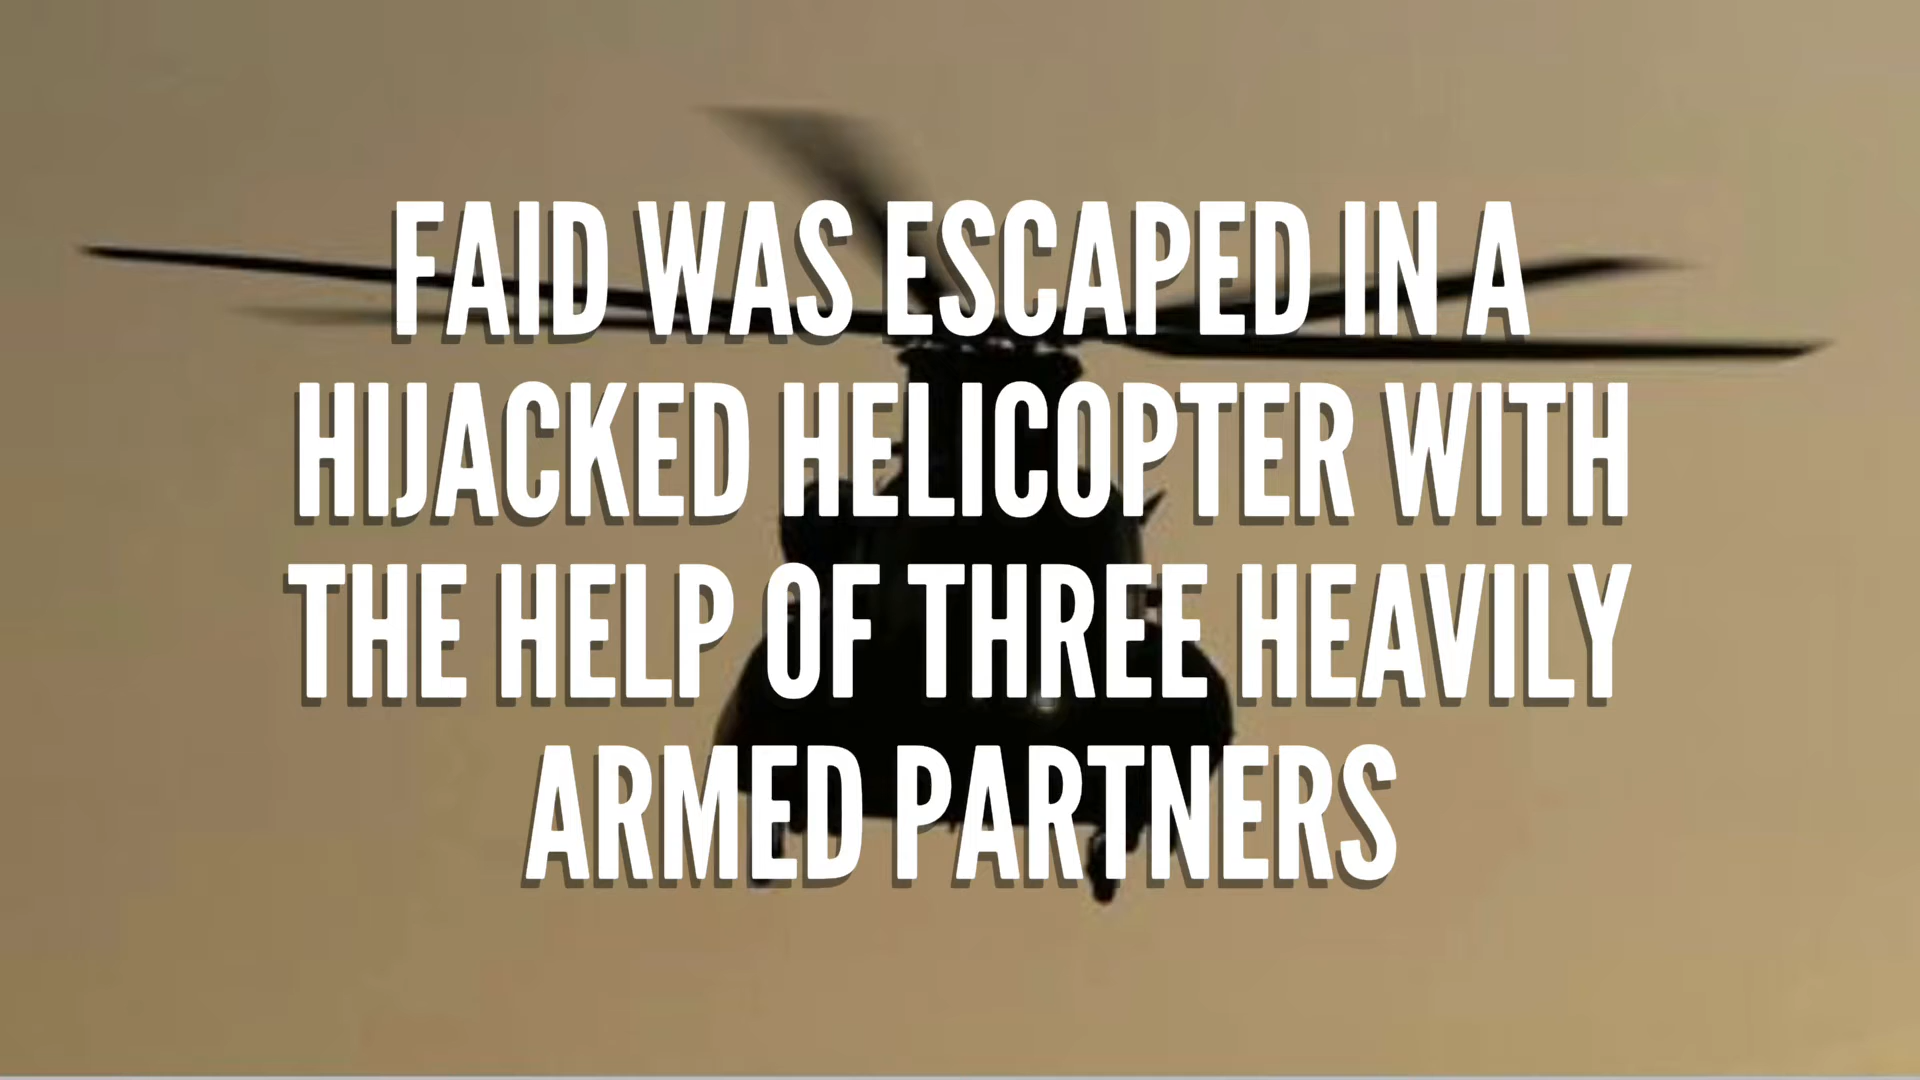 FAID WAS ESCAPED IN A
HIJACKED HELICOPTER WITH
THE HELP OF THREE HEAVILY
ARMED PARTNERS